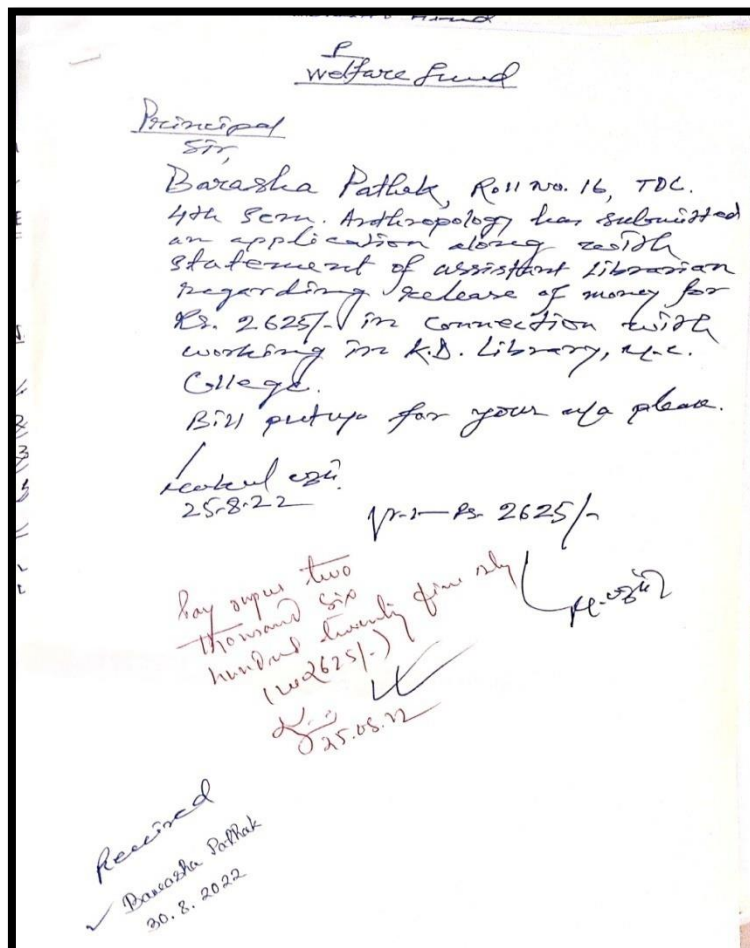 P
Welfare fund
Principal
Sir,
Barasha Pathak, Roll no. 16, TDC.
4th Sem. Anthropology has submitted
an application along with
statement of assistant Librarian
regarding release of money for
Rs. 2625/- in connection with
working in K.D. Library, M.C.
College.
Bill putup for your n/a please.
25.8.22
Rs. 2625/-
Pay rupees two
thousand six
hundred twenty five only
2625/-)
25.08.22
Received
Barasha Pathak
30.8.2022